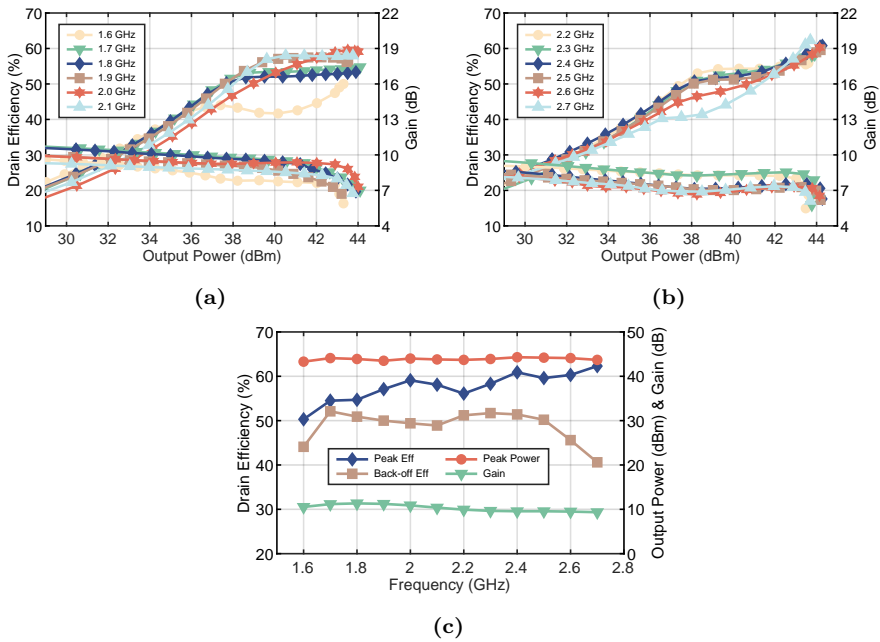 70
60
50
40
30
20
10
Drain Efficiency (%)
1.6 GHz
1.7 GHz
1.8 GHz
1.9 GHz
2.0 GHz
2.1 GHz
22
19
16
13
10
7
4
Gain (dB)
30 32 34 36 38 40 42 44
Output Power (dBm)
(a)
70
60
50
40
30
20
10
Drain Efficiency (%)
2.2 GHz
2.3 GHz
2.4 GHz
2.5 GHz
2.6 GHz
2.7 GHz
22
19
16
13
10
7
4
Gain (dB)
30 32 34 36 38 40 42 44
Output Power (dBm)
(b)
70
60
50
40
30
20
Drain Efficiency (%)
Peak Eff
Back-off Eff
Peak Power
Gain
50
40
30
20
10
0
Output Power (dBm) & Gain (dB)
1.6 1.8 2 2.2 2.4 2.6 2.8
Frequency (GHz)
(c)